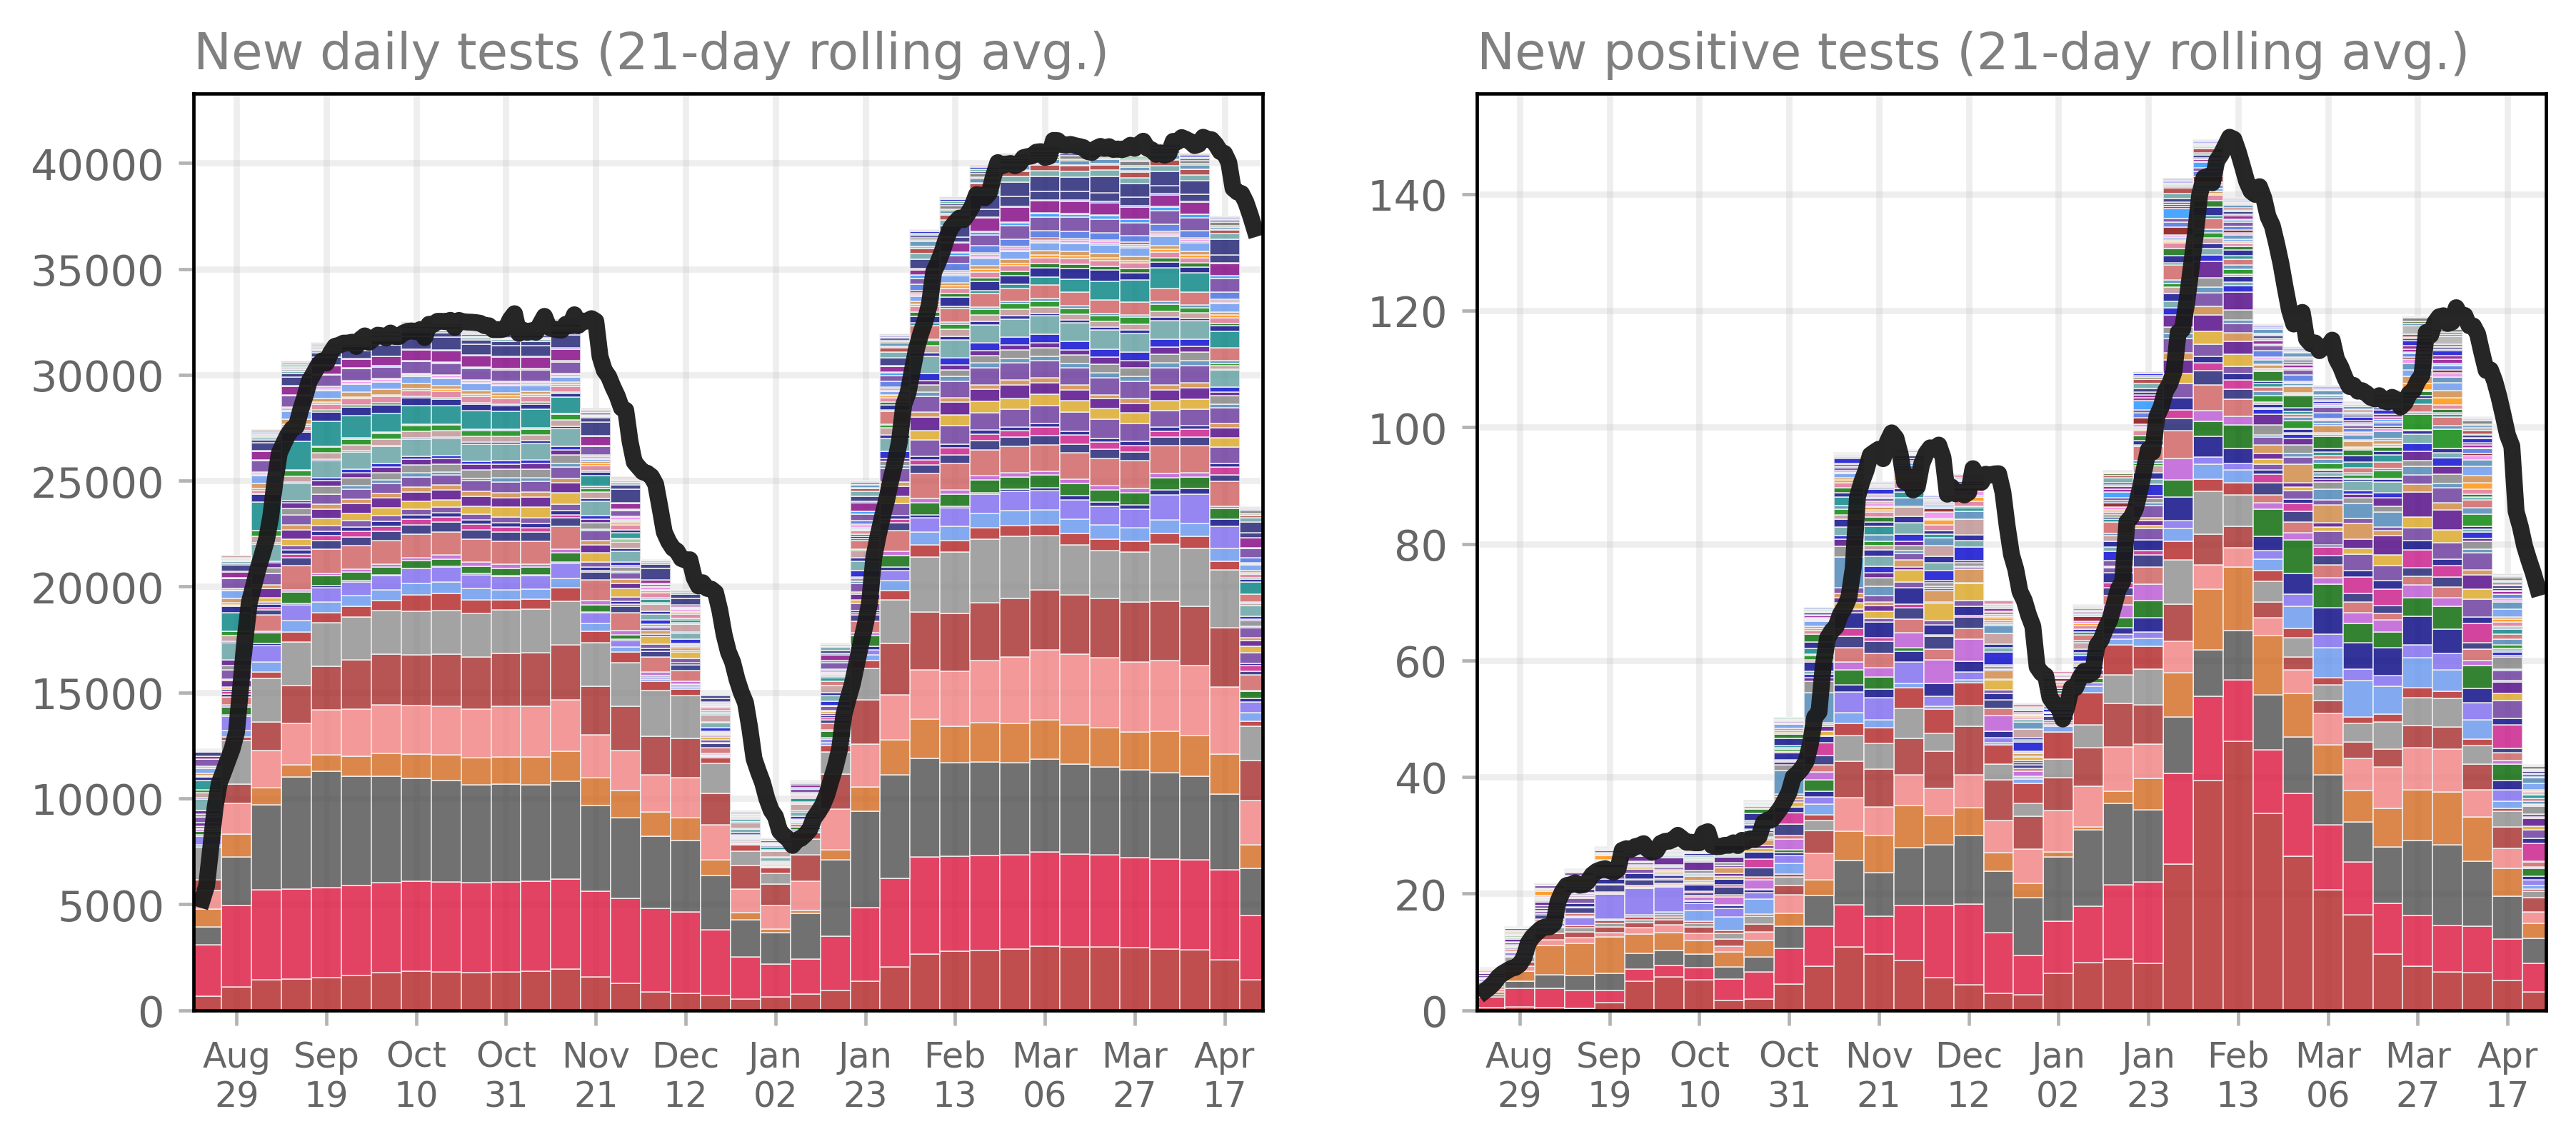 New daily tests (21-day rolling avg.)
40000
35000
30000
25000
20000
15000
10000
5000
0
Aug Sep Oct Oct Nov Dec Jan Jan Feb Mar Mar Apr
29 19 10 31 21 12 02 23 13 06 27 17
New positive tests (21-day rolling avg.)
140
120
100
80
60
40
20
0
Aug Sep Oct Oct Nov Dec Jan Jan Feb Mar Mar Apr
29 19 10 31 21 12 02 23 13 06 27 17